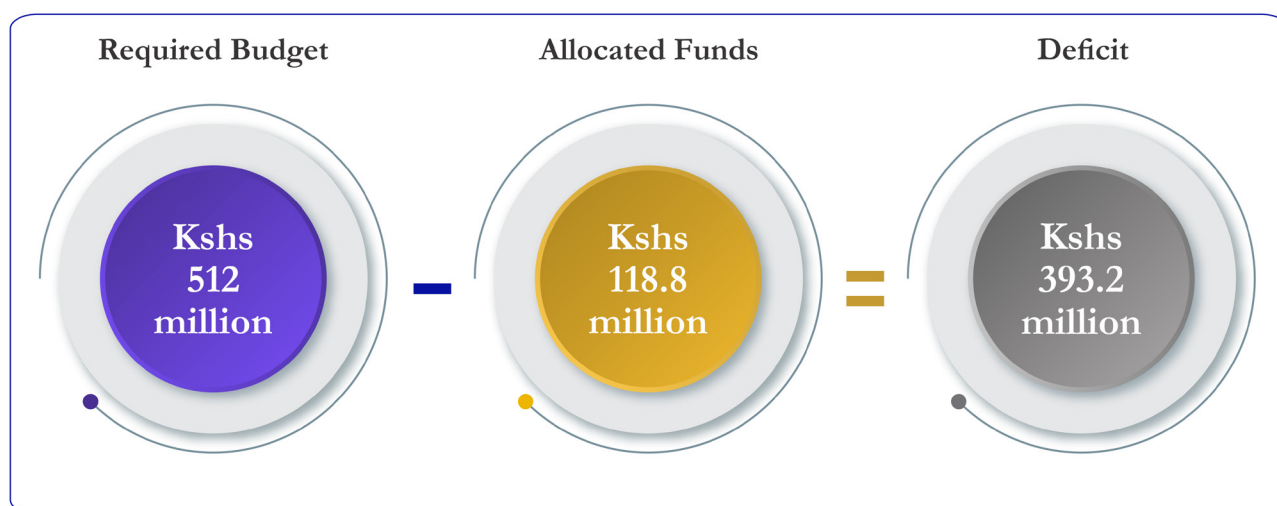 Required Budget
Allocated Funds
Deficit
Kshs
512
million
-
Kshs
118.8
million
=
Kshs
393.2
million